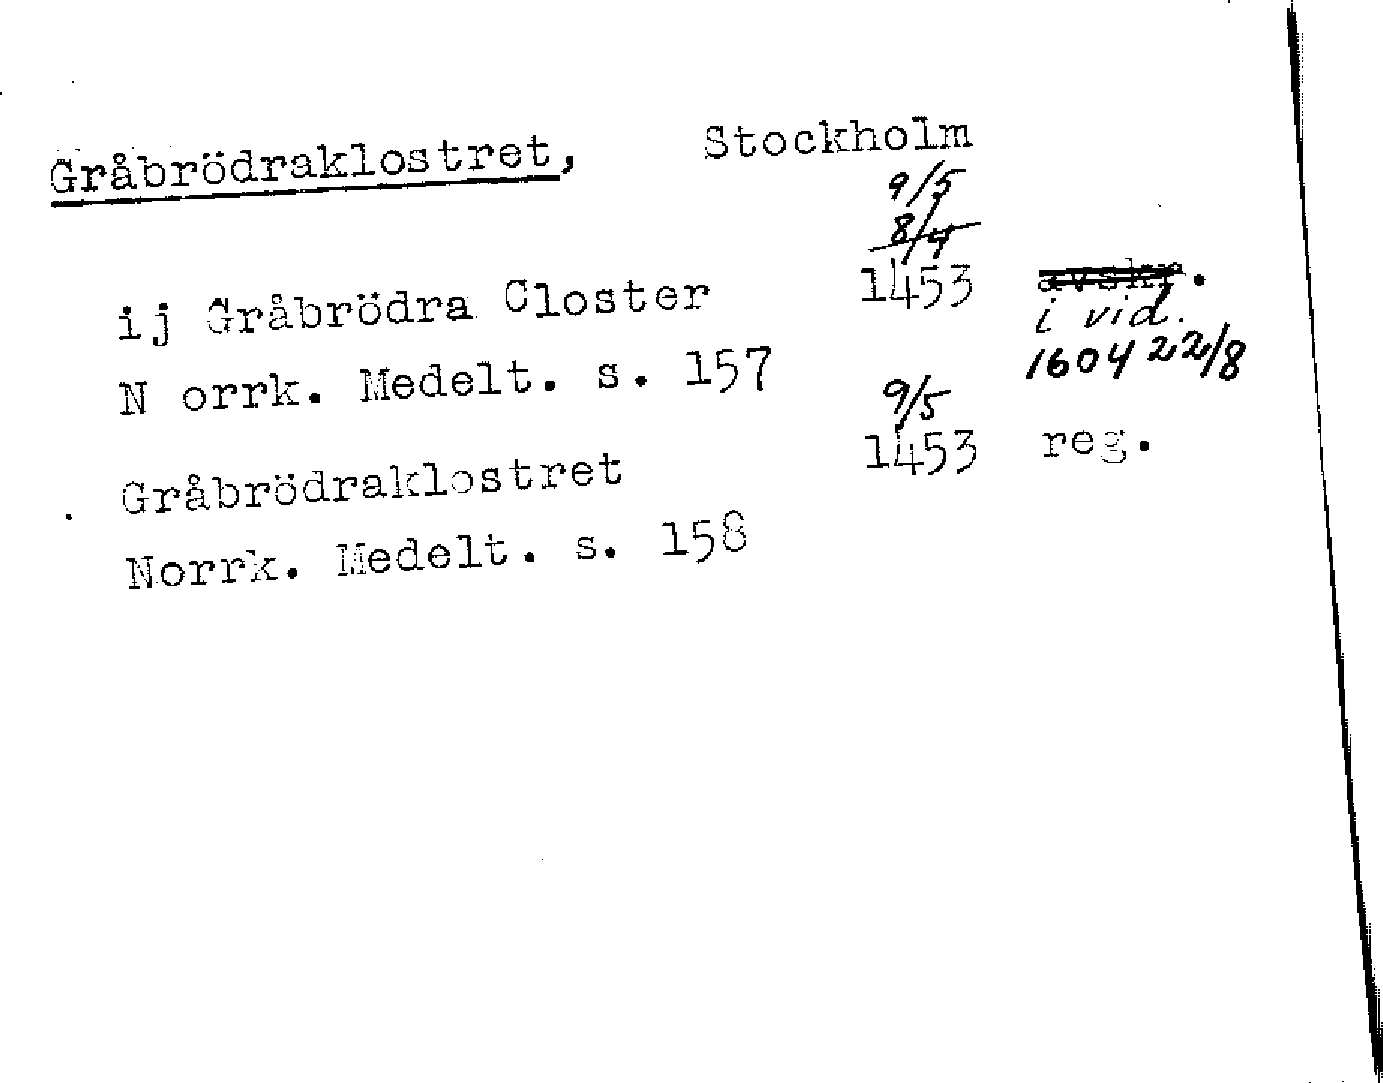 Gråbrödraklostret, Stockholm
9/5
8/4
ij Gråbrödra Closter 1453 avskr.
i vid.
N orrk. Medelt. s. 157 1604 22/8
9/5
Gråbrödraklostret 1453 reg.
Norrk. Medelt. s. 158